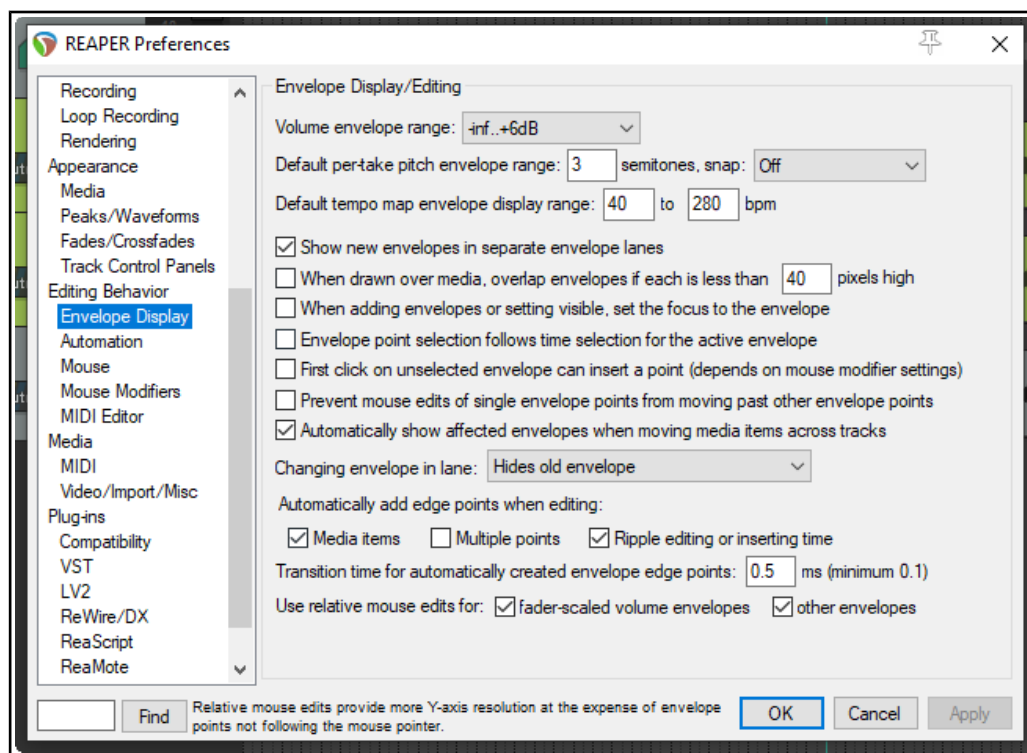 REAPER Preferences
Recording
Loop Recording
Rendering
Appearance
Media
Peaks/Waveforms
Fades/Crossfades
Track Control Panels
Editing Behavior
Envelope Display
Automation
Mouse
Mouse Modifiers
MIDI Editor
Media
MIDI
Video/Import/Misc
Plug-ins
Compatibility
VST
LV2
ReWire/DX
ReaScript
ReaMote
Envelope Display/Editing
Volume envelope range: -inf..+6dB
Default per-take pitch envelope range: 3 semitones, snap: Off
Default tempo map envelope display range: 40 to 280 bpm
Show new envelopes in separate envelope lanes
When drawn over media, overlap envelopes if each is less than 40 pixels high
When adding envelopes or setting visible, set the focus to the envelope
Envelope point selection follows time selection for the active envelope
First click on unselected envelope can insert a point (depends on mouse modifier settings)
Prevent mouse edits of single envelope points from moving past other envelope points
Automatically show affected envelopes when moving media items across tracks
Changing envelope in lane: Hides old envelope
Automatically add edge points when editing:
Media items Multiple points Ripple editing or inserting time
Transition time for automatically created envelope edge points: 0.5 ms (minimum 0.1)
Use relative mouse edits for: fader-scaled volume envelopes other envelopes
Find
Relative mouse edits provide more Y-axis resolution at the expense of envelope
points not following the mouse pointer.
OK Cancel Apply